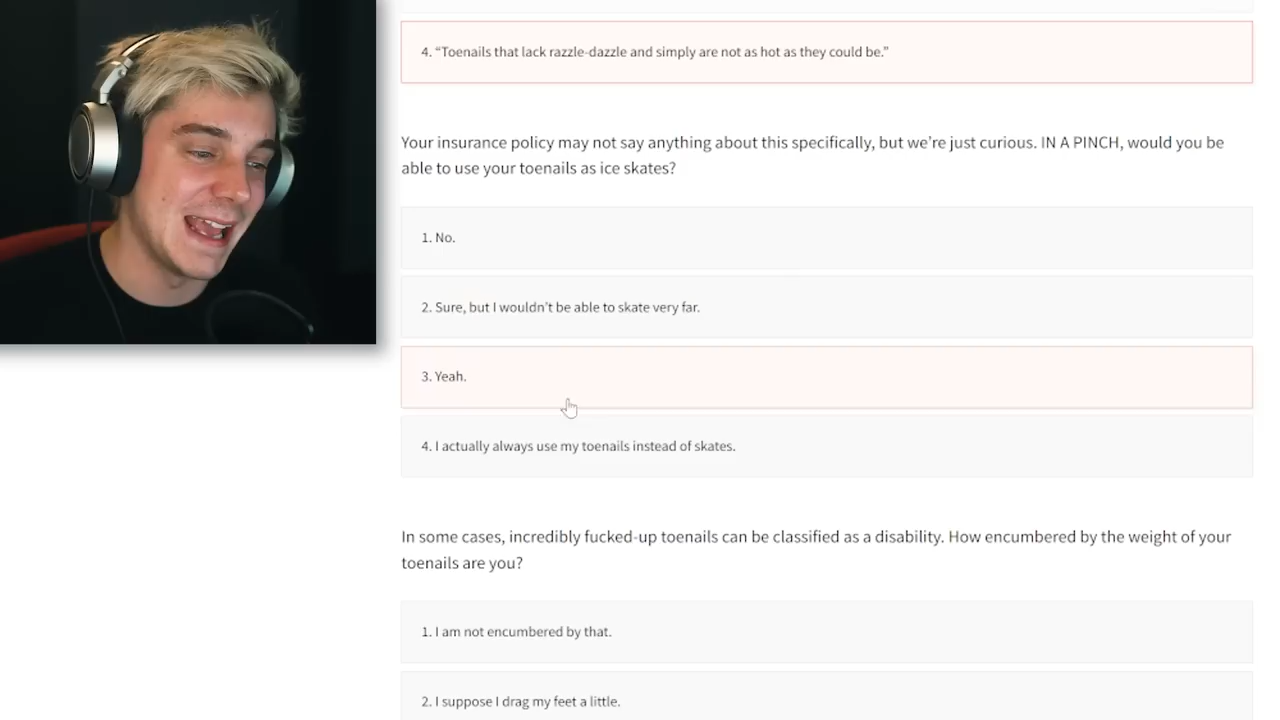 4. “Toenails that lack razzle-dazzle and simply are not as hot as they could be.”
Your insurance policy may not say anything about this specifically, but we’re just curious. IN A PINCH, would you be
able to use your toenails as ice skates?
1. No.
2. Sure, but I wouldn’t be able to skate very far.
3. Yeah.
4. I actually always use my toenails instead of skates.
In some cases, incredibly fucked-up toenails can be classified as a disability. How encumbered by the weight of your
toenails are you?
1. I am not encumbered by that.
2. I suppose I drag my feet a little.